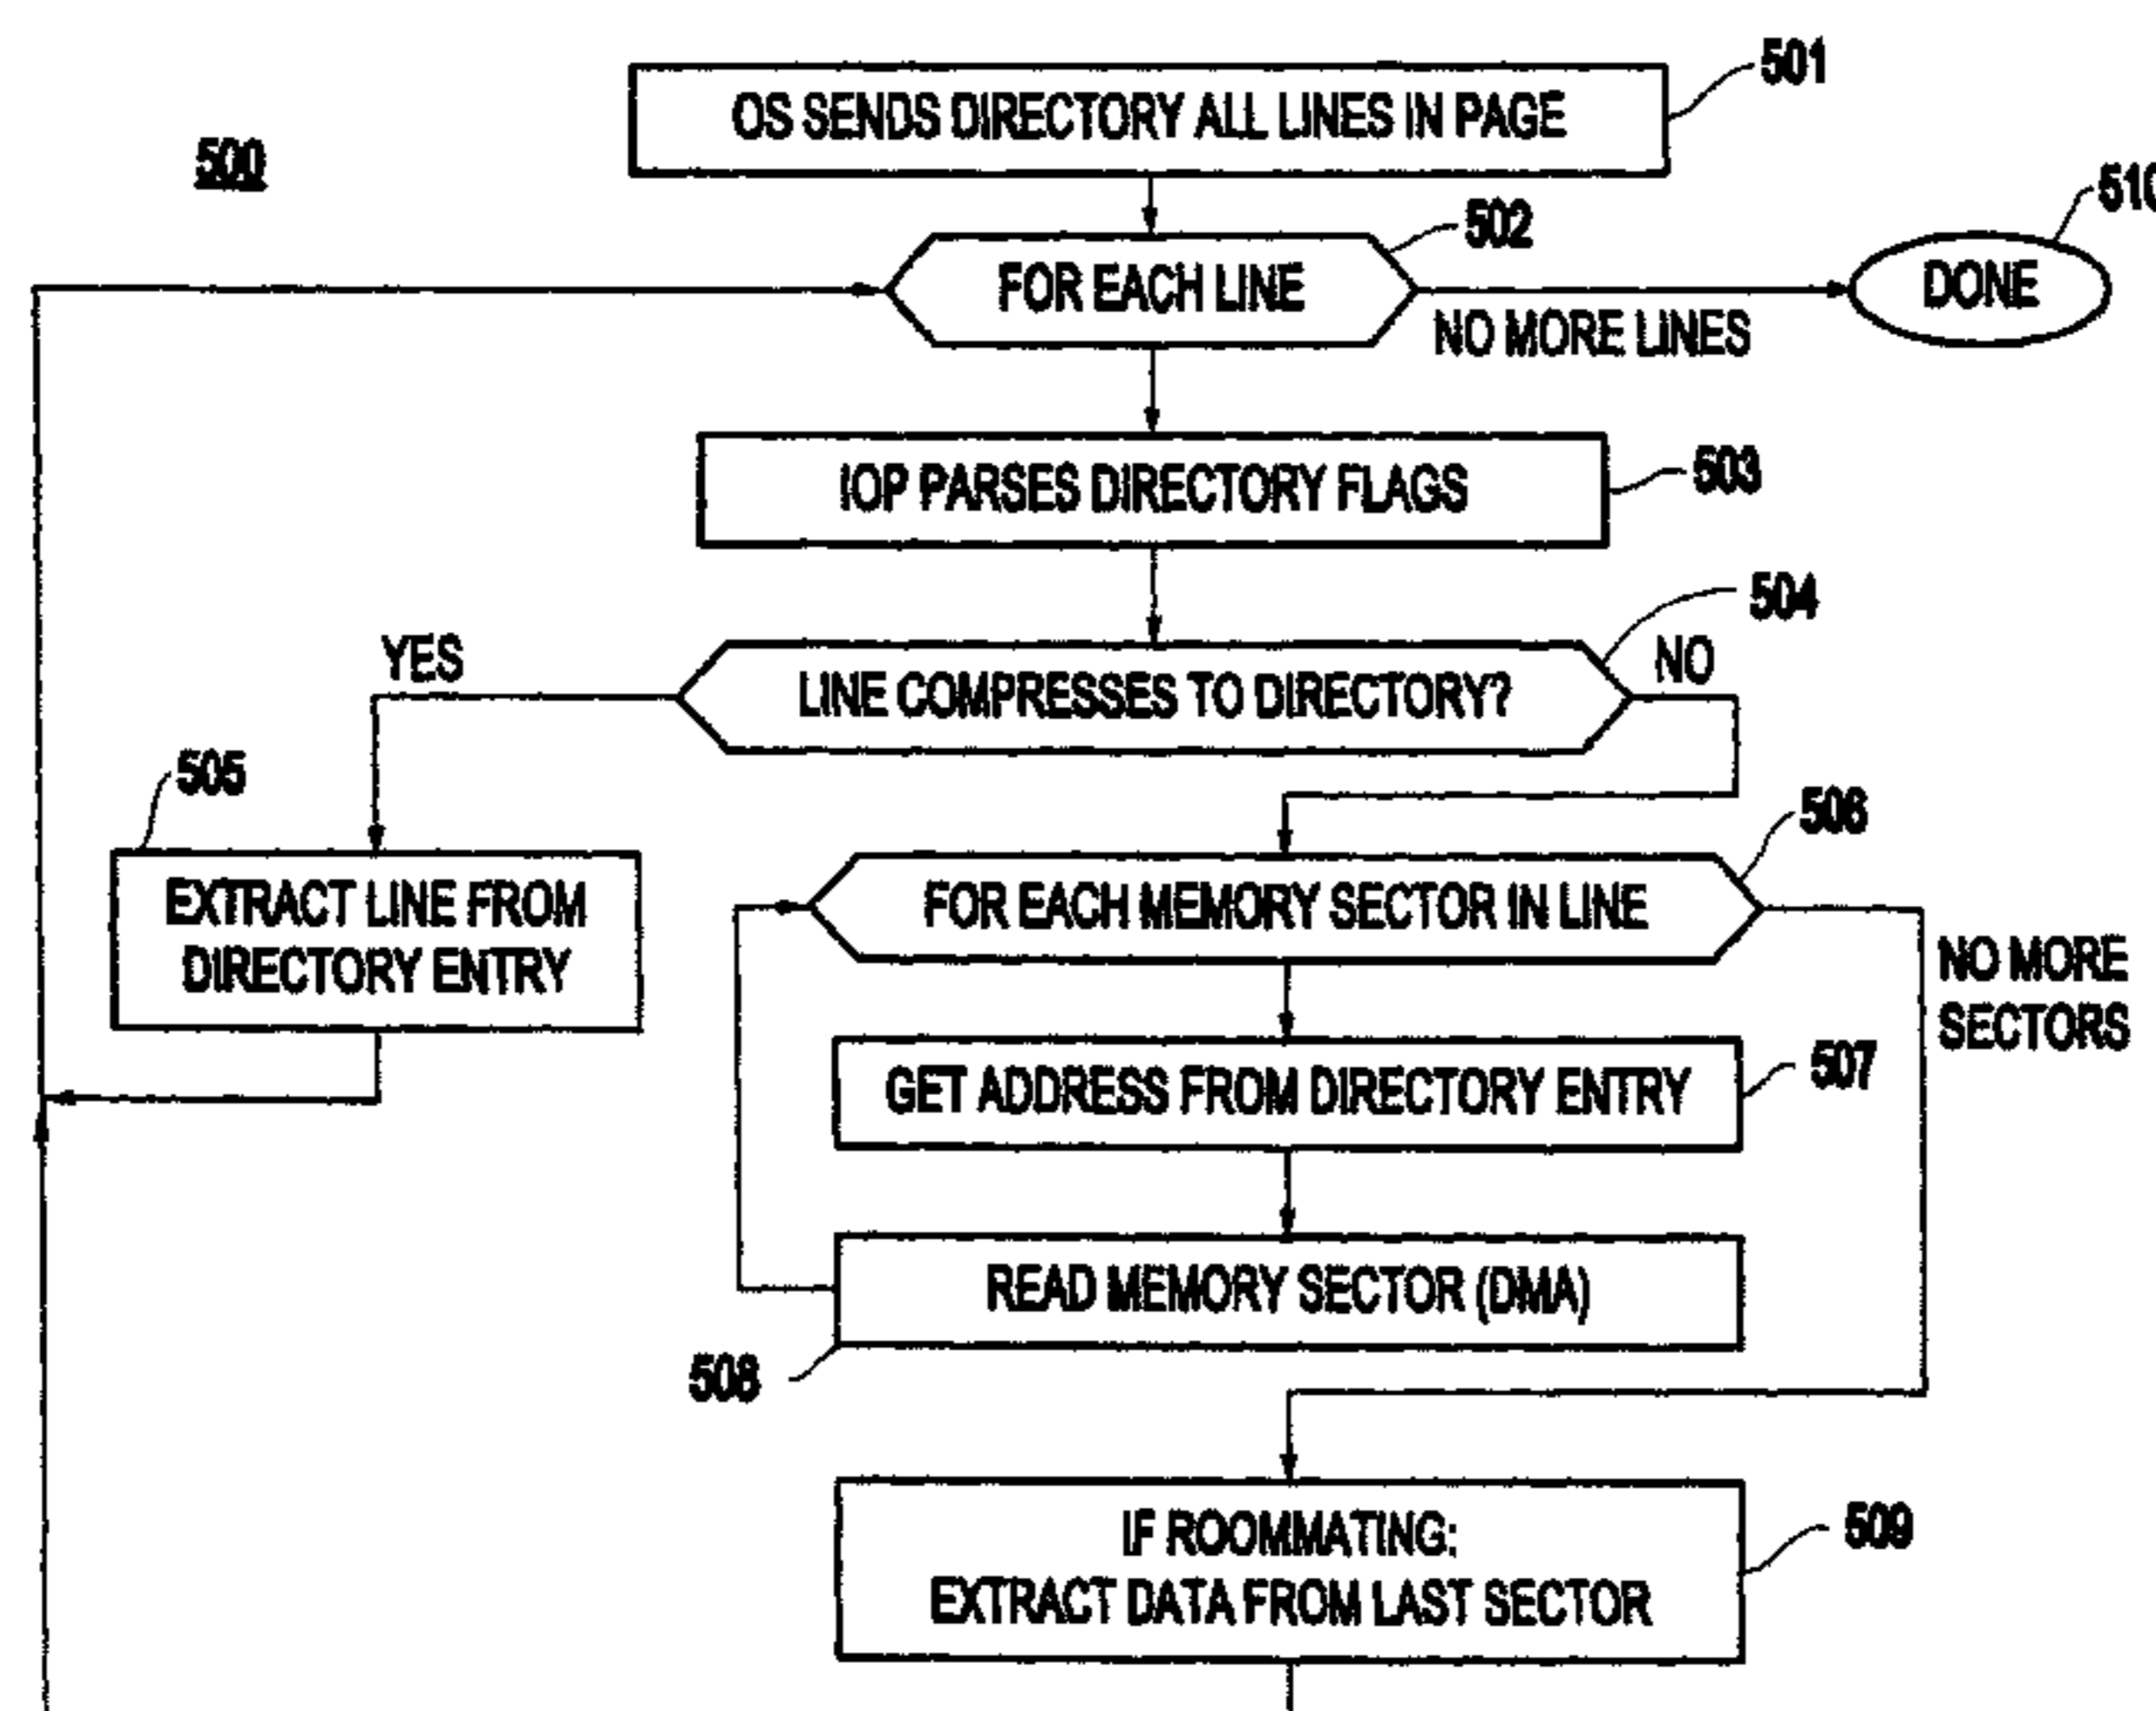 501
OS SENDS DIRECTORY ALL LINES IN PAGE
500
510
502
FOR EACH LINE
DONE
NO MORE LINES
IOP PARSES DIRECTORY FLAGS
503
504
YES
NO
LINE COMPRESSES TO DIRECTORY?
505
506
EXTRACT LINE FROM
DIRECTORY ENTRY
FOR EACH MEMORY SECTOR IN LINE
NO MORE
SECTORS
GET ADDRESS FROM DIRECTORY ENTRY
507
READ MEMORY SECTOR (DMA)
508
IF ROOMMATING:
EXTRACT DATA FROM LAST SECTOR
509